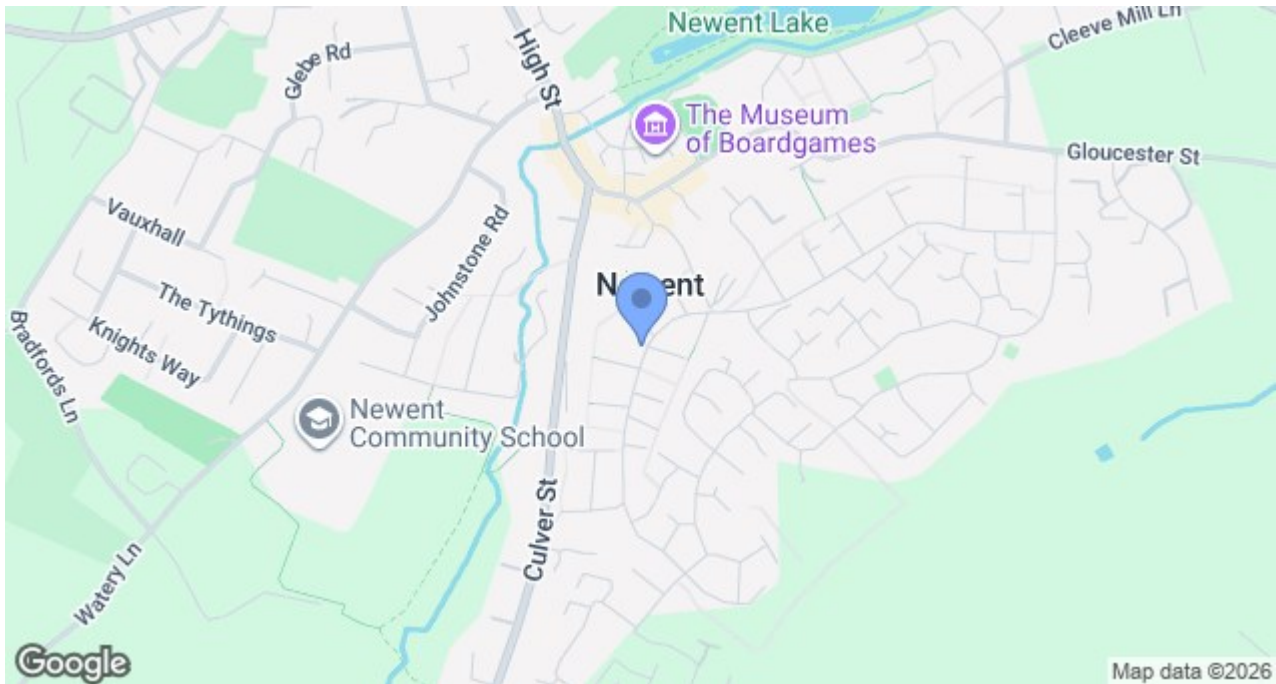 Newent Lake
Cleeve Mill Ln
High St
Glebe Rd
The Museum
of Boardgames
Gloucester St
Vauxhall
Johnstone Rd
The Tythings
Knights Way
Bradfords Ln
Newent
Community School
Culver St
Watery Ln
Google
Map data ©2026